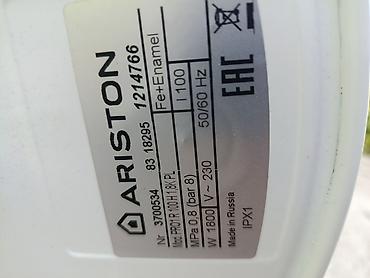 ARISTON
Nr 3700534 83 18295 1214766
Mod. PRO1 R 100 H 1.8K PL Fe+Enamel
MPa 0,8 (bar 8) l 100
W 1800 V~ 230 50/60 Hz
Made in Russia
IPX1
EAC